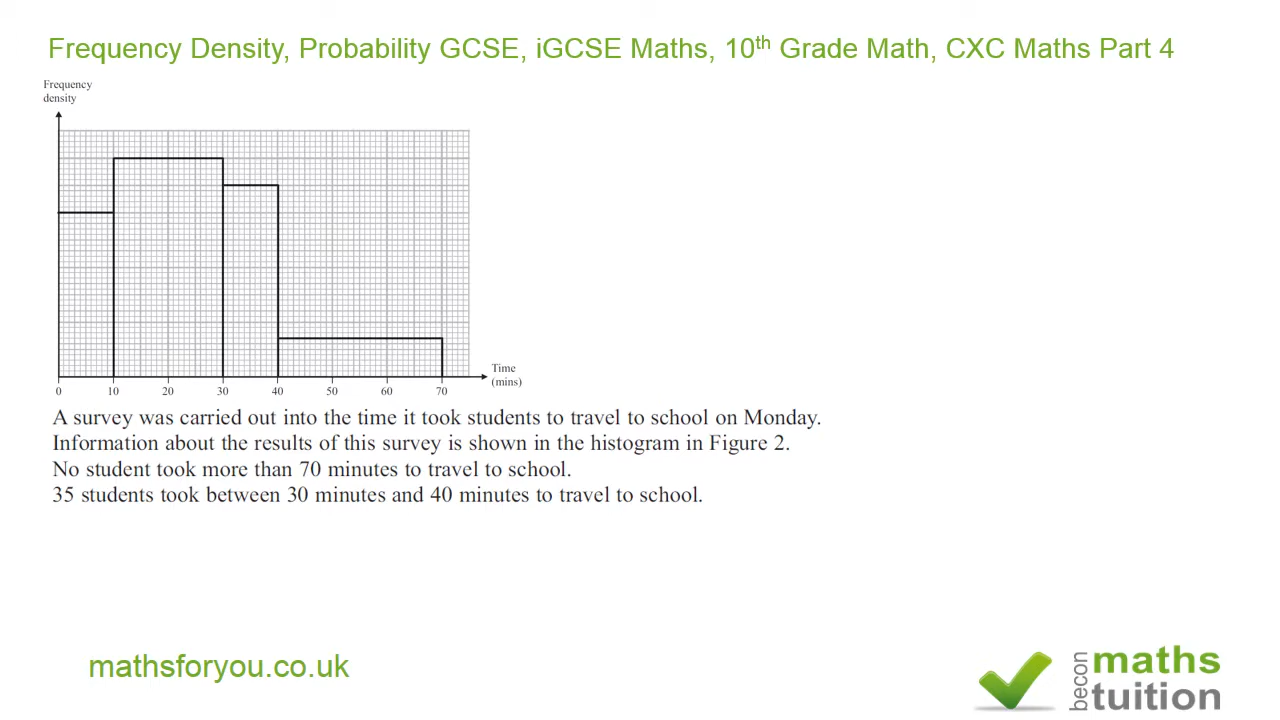 Frequency Density, Probability GCSE, iGCSE Maths, 10th Grade Math, CXC Maths Part 4
Frequency
density
Time
(mins)
0 10 20 30 40 50 60 70
A survey was carried out into the time it took students to travel to school on Monday.
Information about the results of this survey is shown in the histogram in Figure 2.
No student took more than 70 minutes to travel to school.
35 students took between 30 minutes and 40 minutes to travel to school.
mathsforyou.co.uk
becon
maths
tuition